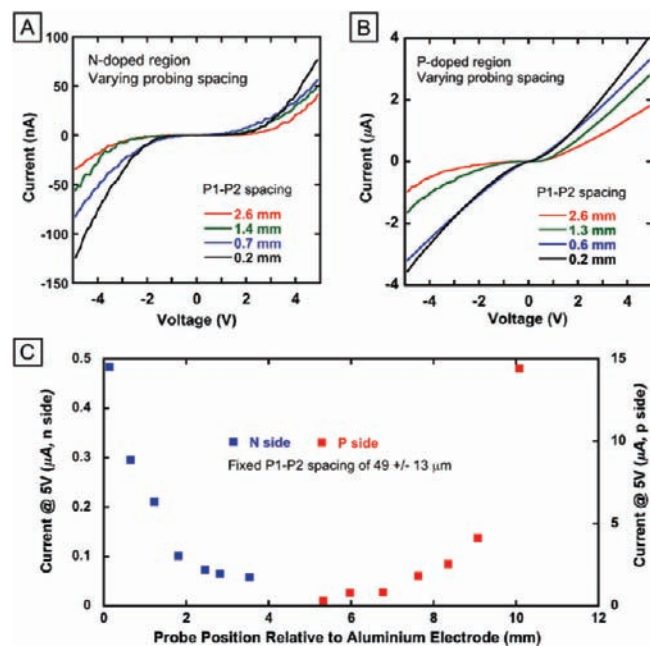 A
N-doped region
Varying probing spacing
Current (nA)
100
50
0
-50
-100
-150
P1-P2 spacing
2.6 mm
1.4 mm
0.7 mm
0.2 mm
-4 -2 0 2 4
Voltage (V)
B
P-doped region
Varying probing spacing
Current (μA)
4
2
0
-2
-4
P1-P2 spacing
2.6 mm
1.3 mm
0.6 mm
0.2 mm
-4 -2 0 2 4
Voltage (V)
C
Current @ 5V (μA, n side)
0.5
0.4
0.3
0.2
0.1
0
N side P side
Fixed P1-P2 spacing of 49 +/- 13 μm
15
10
5
0
Current @ 5V (μA, p side)
0 2 4 6 8 10 12
Probe Position Relative to Aluminium Electrode (mm)